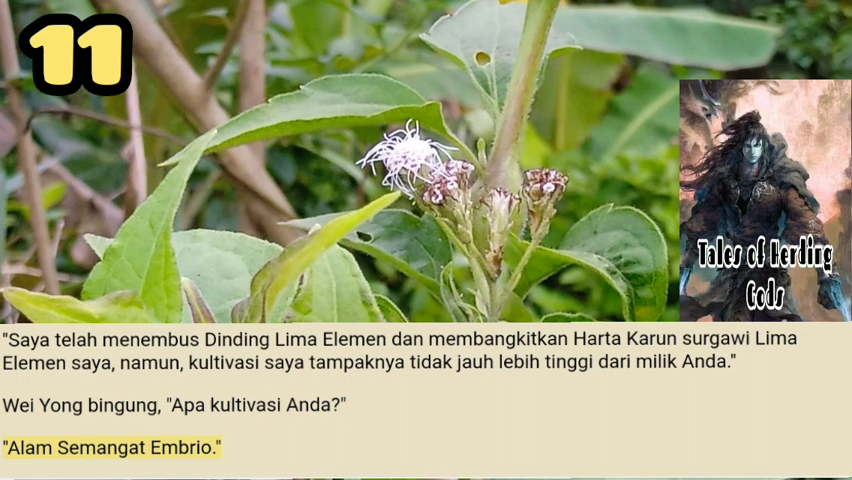 11
Tales of Herding
Gods
"Saya telah menembus Dinding Lima Elemen dan membangkitkan Harta Karun surgawi Lima
Elemen saya, namun, kultivasi saya tampaknya tidak jauh lebih tinggi dari milik Anda."
Wei Yong bingung, "Apa kultivasi Anda?"
"Alam Semangat Embrio."